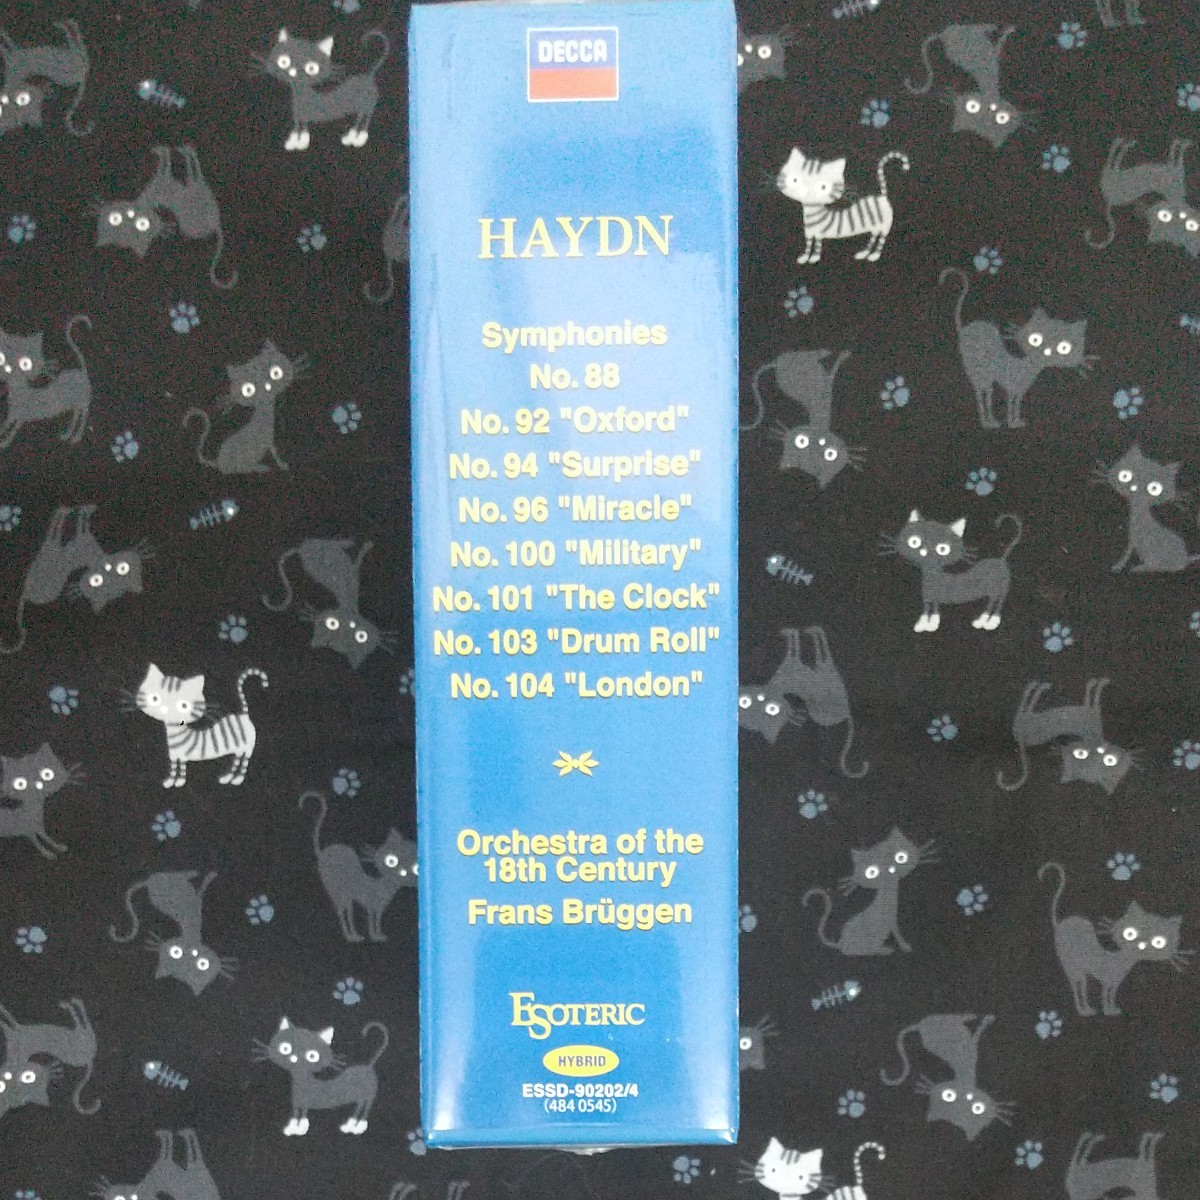 DECCA
HAYDN
Symphonies
No. 88
No. 92 "Oxford"
No. 94 "Surprise"
No. 96 "Miracle"
No. 100 "Military"
No. 101 "The Clock"
No. 103 "Drum Roll"
No. 104 "London"
Orchestra of the
18th Century
Frans Brüggen
ESOTERIC
HYBRID
ESSD-90202/4
(484 0545)